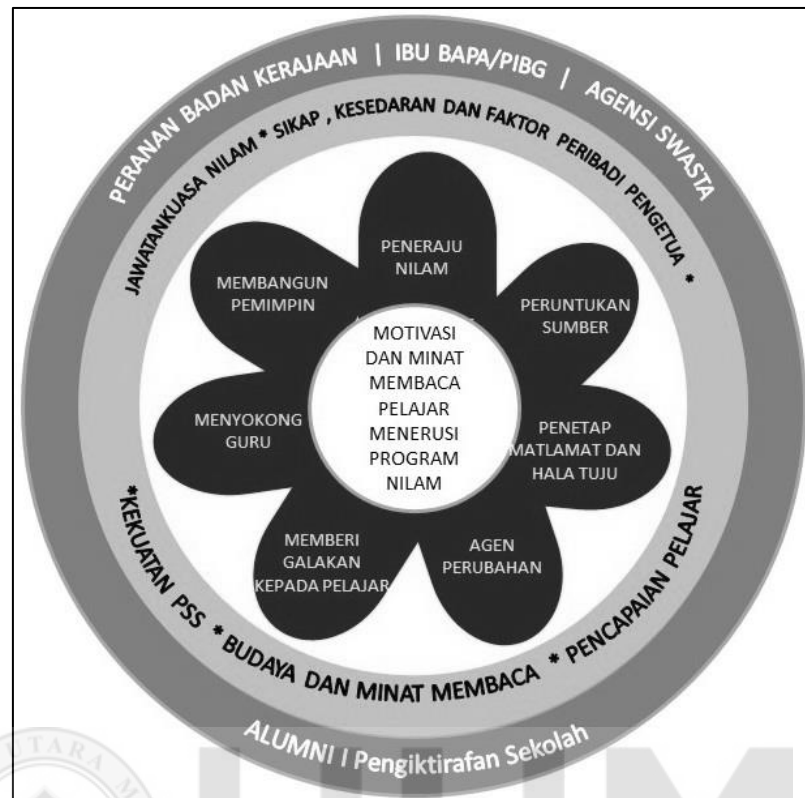 PERANAN BADAN KERAJAAN | IBU BAPA/PIBG | AGENSI SWASTA
JAWATANKUASA NILAM * SIKAP , KESEDARAN DAN FAKTOR PERIBADI PENGETUA *
PENERAJU
NILAM
MEMBANGUN
PEMIMPIN
PERUNTUKAN
SUMBER
MOTIVASI
DAN MINAT
MEMBACA
PELAJAR
MENERUSI
PROGRAM
NILAM
MENYOKONG
GURU
PENETAP
MATLAMAT DAN
HALA TUJU
MEMBERI
GALAKAN
KEPADA PELAJAR
AGEN
PERUBAHAN
*KEKUATAN PSS * BUDAYA DAN MINAT MEMBACA * PENCAPAIAN PELAJAR
ALUMNI I Pengiktirafan Sekolah
UTARA
UUM